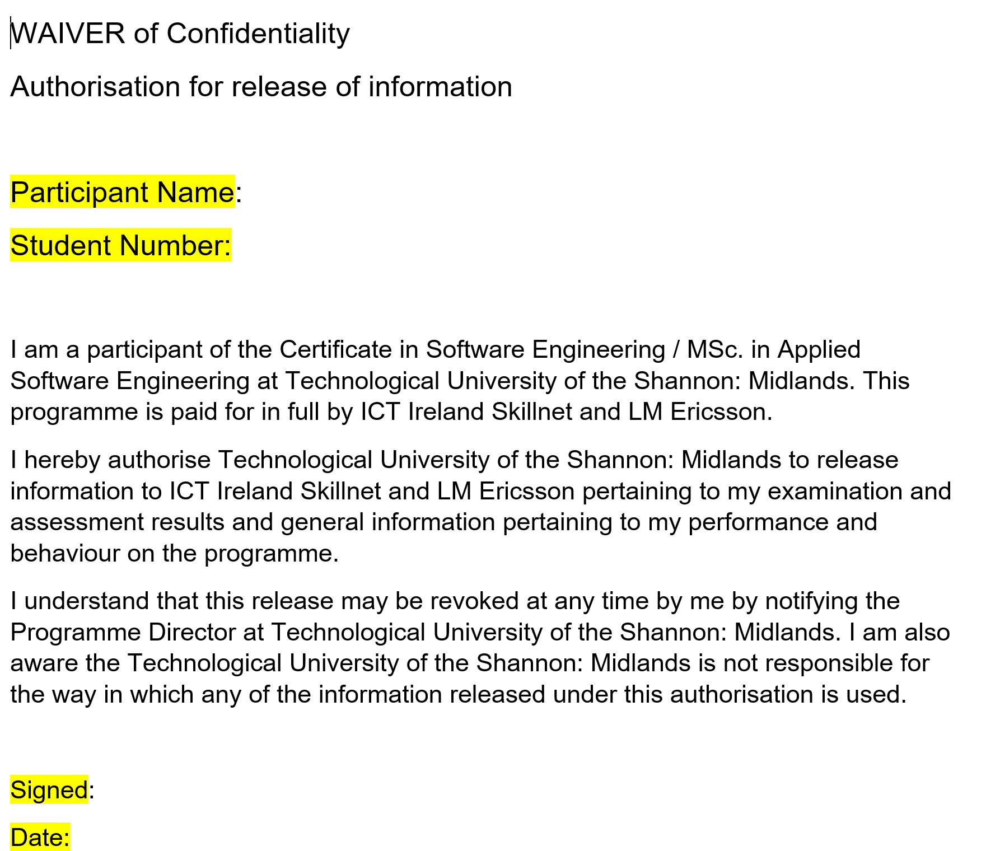 WAIVER of Confidentiality
Authorisation for release of information
Participant Name:
Student Number:
I am a participant of the Certificate in Software Engineering / MSc. in Applied
Software Engineering at Technological University of the Shannon: Midlands. This
programme is paid for in full by ICT Ireland Skillnet and LM Ericsson.
I hereby authorise Technological University of the Shannon: Midlands to release
information to ICT Ireland Skillnet and LM Ericsson pertaining to my examination and
assessment results and general information pertaining to my performance and
behaviour on the programme.
I understand that this release may be revoked at any time by me by notifying the
Programme Director at Technological University of the Shannon: Midlands. I am also
aware the Technological University of the Shannon: Midlands is not responsible for
the way in which any of the information released under this authorisation is used.
Signed:
Date: